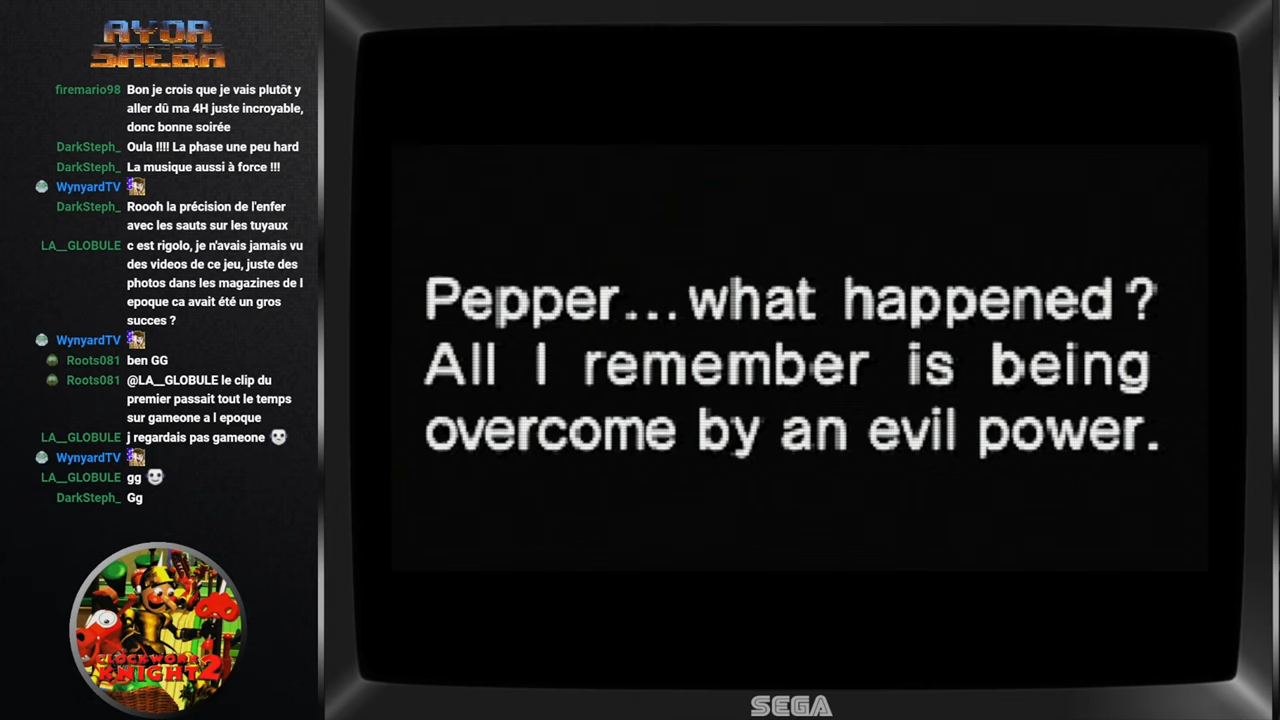 RYOR
SAEBA
firemario98 Bon je crois que je vais plutôt y
aller dû ma 4H juste incroyable,
donc bonne soirée
DarkSteph_ Oula !!!! La phase une peu hard
DarkSteph_ La musique aussi à force !!!
WynyardTV
DarkSteph_ Roooh la précision de l'enfer
avec les sauts sur les tuyaux
LA__GLOBULE c est rigolo, je n'avais jamais vu
des videos de ce jeu, juste des
photos dans les magazines de l
epoque ca avait été un gros
succes ?
WynyardTV
Roots081 ben GG
Roots081 @LA__GLOBULE le clip du
premier passait tout le temps
sur gameone a l epoque
LA__GLOBULE j regardais pas gameone
WynyardTV
LA__GLOBULE gg
DarkSteph_ Gg
CLOCKWORK
KNIGHT 2
Pepper...what happened?
All I remember is being
overcome by an evil power.
SEGA